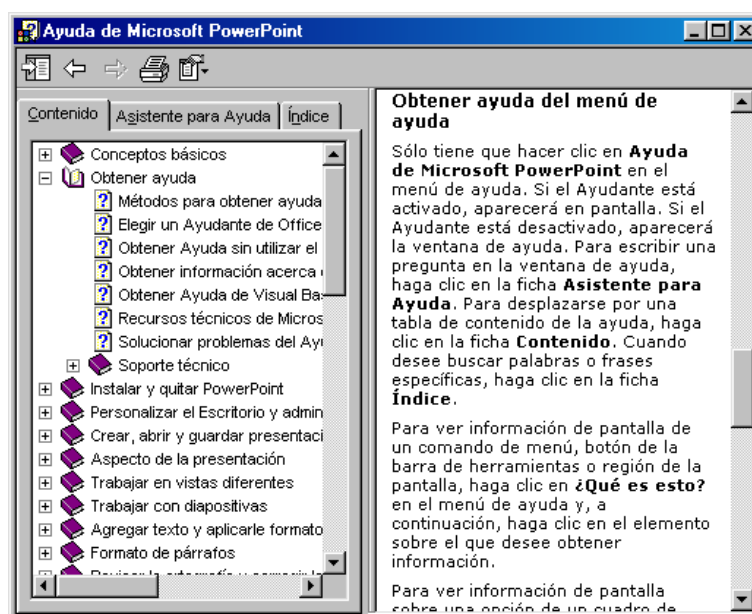 Ayuda de Microsoft PowerPoint
Contenido
Asistente para Ayuda
Índice
Conceptos básicos
Obtener ayuda
Métodos para obtener ayuda
Elegir un Ayudante de Office
Obtener Ayuda sin utilizar el
Obtener información acerca
Obtener Ayuda de Visual Ba
Recursos técnicos de Micros
Solucionar problemas del Ayu
Soporte técnico
Instalar y quitar PowerPoint
Personalizar el Escritorio y admin
Crear, abrir y guardar presentaci
Aspecto de la presentación
Trabajar en vistas diferentes
Trabajar con diapositivas
Agregar texto y aplicarle formato
Formato de párrafos
Obtener ayuda del menú de
ayuda
Sólo tiene que hacer clic en Ayuda
de Microsoft PowerPoint en el
menú de ayuda. Si el Ayudante está
activado, aparecerá en pantalla. Si el
Ayudante está desactivado, aparecerá
la ventana de ayuda. Para escribir una
pregunta en la ventana de ayuda,
haga clic en la ficha Asistente para
Ayuda. Para desplazarse por una
tabla de contenido de la ayuda, haga
clic en la ficha Contenido. Cuando
desee buscar palabras o frases
específicas, haga clic en la ficha
Índice.
Para ver información de pantalla de
un comando de menú, botón de la
barra de herramientas o región de la
pantalla, haga clic en ¿Qué es esto?
en el menú de ayuda y, a
continuación, haga clic en el elemento
sobre el que desee obtener
información.
Para ver información de pantalla
sobre una opción de un cuadro de